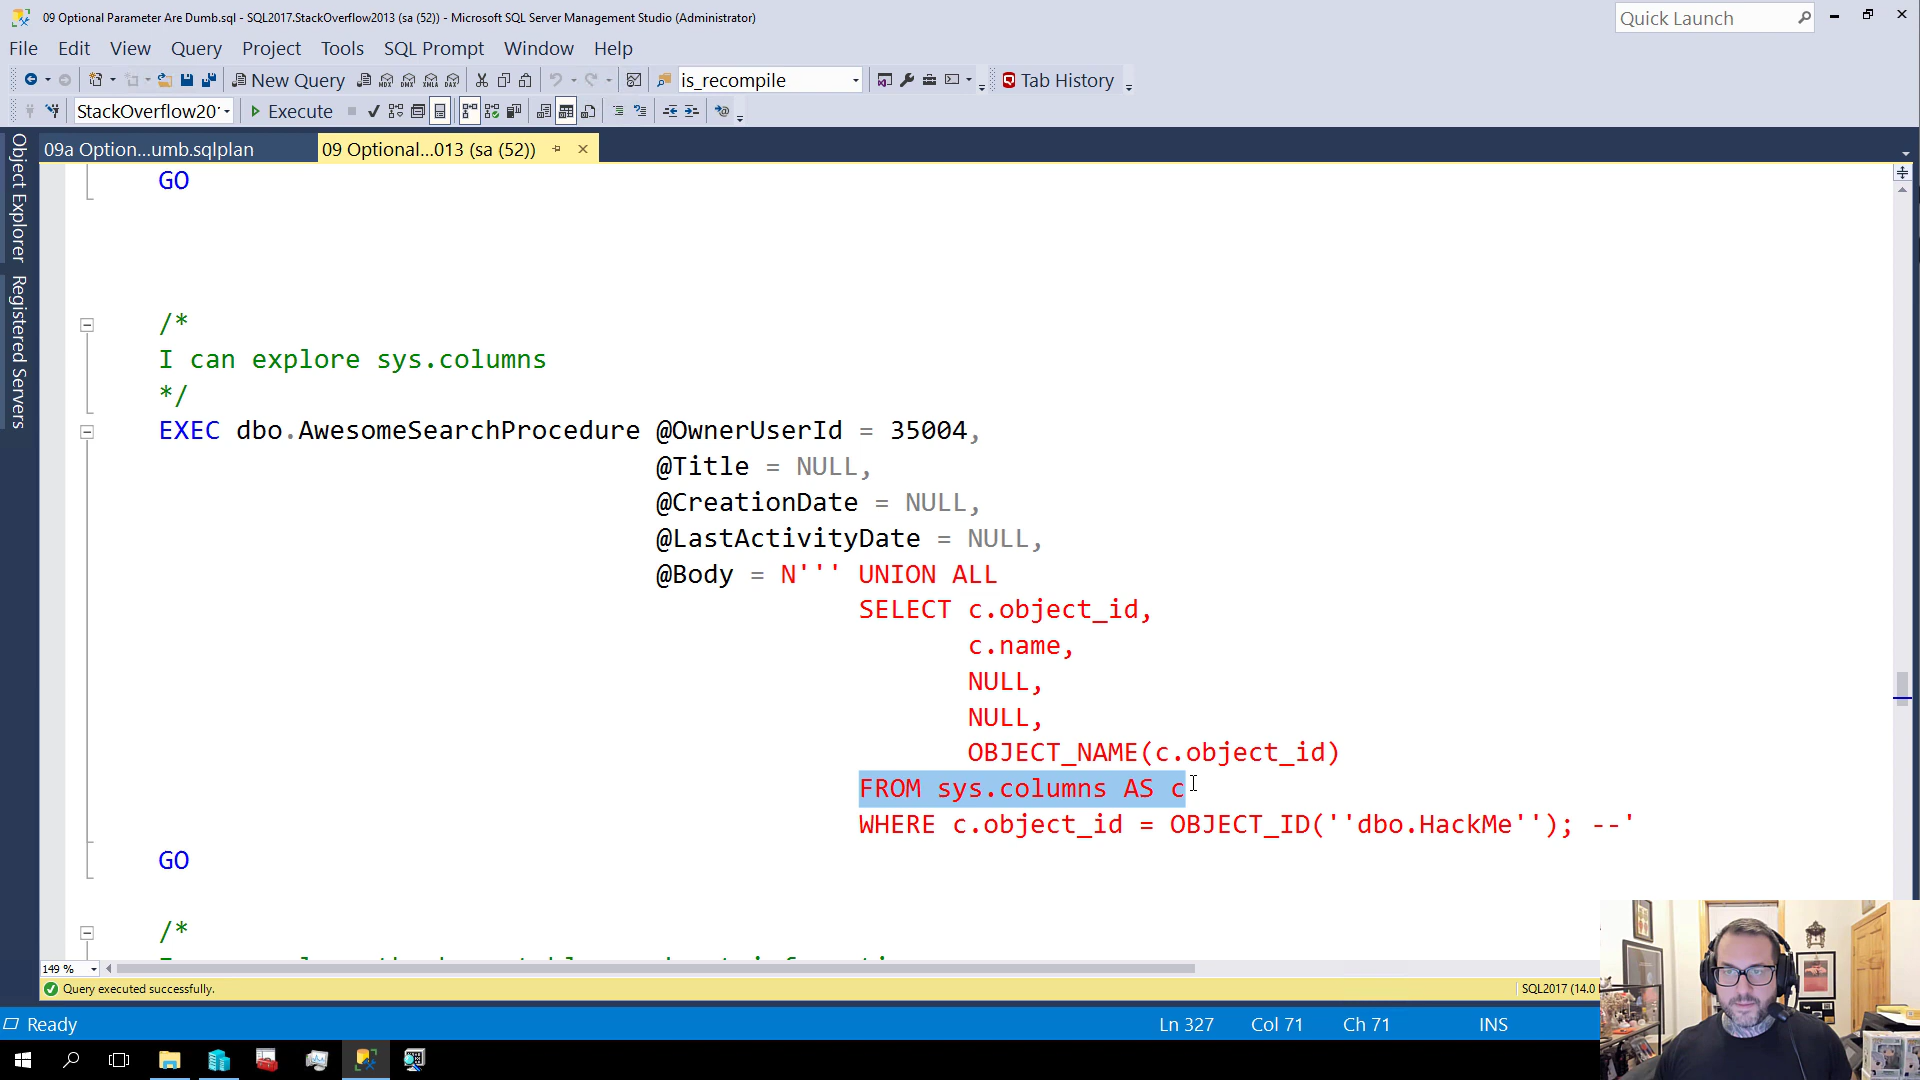 09 Optional Parameter Are Dumb.sql - SQL2017.StackOverflow2013 (sa (52)) - Microsoft SQL Server Management Studio (Administrator)
Quick Launch
File Edit View Query Project Tools SQL Prompt Window Help
New Query
is_recompile
Tab History
StackOverflow20
Execute
09a Option...umb.sqlplan
09 Optional...013 (sa (52))
Object Explorer
Registered Servers
GO
/*
I can explore sys.columns
*/
EXEC dbo.AwesomeSearchProcedure @OwnerUserId = 35004,
@Title = NULL,
@CreationDate = NULL,
@LastActivityDate = NULL,
@Body = N''' UNION ALL
SELECT c.object_id,
c.name,
NULL,
NULL,
OBJECT_NAME(c.object_id)
FROM sys.columns AS c
WHERE c.object_id = OBJECT_ID(''dbo.HackMe''); --'
GO
/*
149 %
Query executed successfully.
SQL2017 (14.0
Ready
Ln 327
Col 71
Ch 71
INS